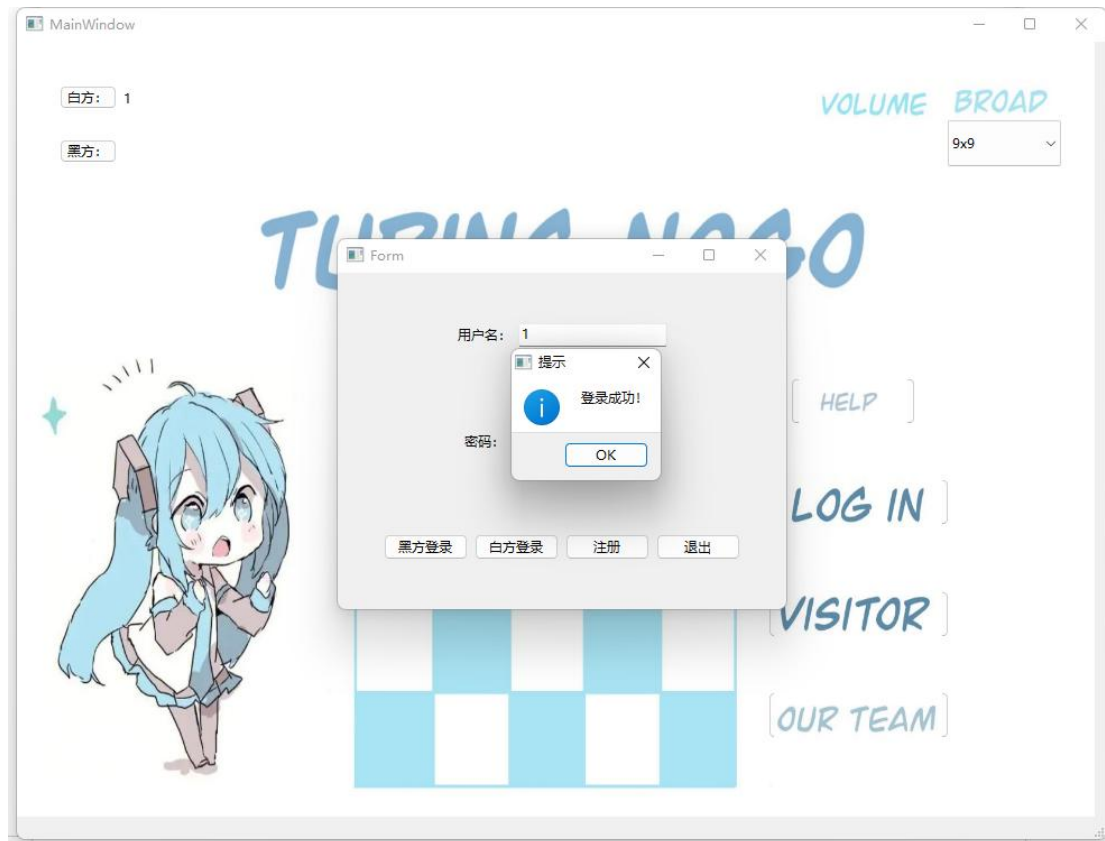 MainWindow
白方： 1
VOLUME BROAD
黑方：
9x9
Form
用户名： 1
提示
登录成功!
HELP
密码：
OK
LOG IN
黑方登录 白方登录 注册 退出
VISITOR
OUR TEAM